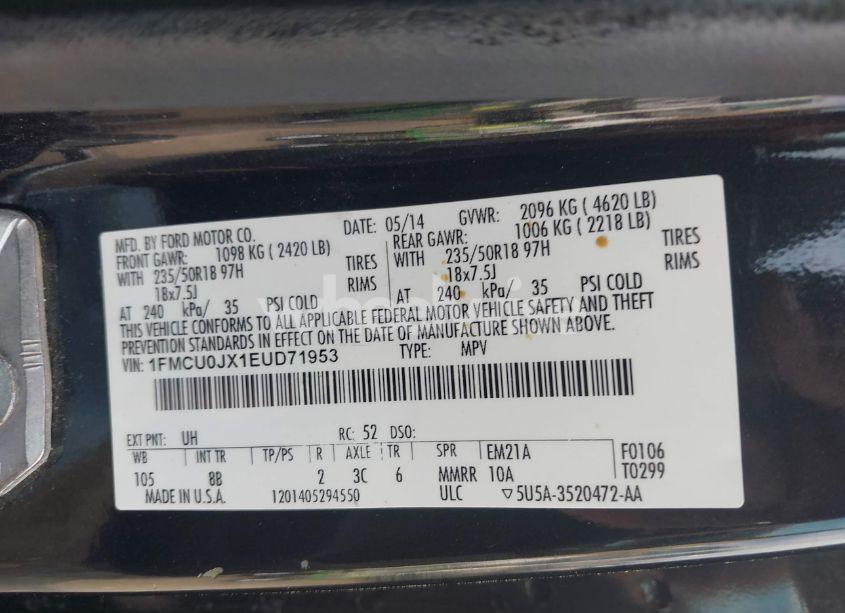 MFD. BY FORD MOTOR CO. DATE: 05/14 GVWR: 2096 KG ( 4620 LB)
FRONT GAWR: 1098 KG ( 2420 LB) REAR GAWR: 1006 KG ( 2218 LB)
WITH 235/50R18 97H TIRES WITH 235/50R18 97H TIRES
18x7.5J RIMS 18x7.5J RIMS
AT 240 kPa/ 35 PSI COLD AT 240 kPa/ 35 PSI COLD
THIS VEHICLE CONFORMS TO ALL APPLICABLE FEDERAL MOTOR VEHICLE SAFETY AND THEFT
PREVENTION STANDARDS IN EFFECT ON THE DATE OF MANUFACTURE SHOWN ABOVE.
VIN: 1FMCU0JX1EUD71953 TYPE: MPV
EXT PNT: UH RC: 52 DSO:
WB INT TR TP/PS R AXLE TR SPR EM21A F0106
105 8B 2 3C 6 MMRR 10A T0299
MADE IN U.S.A. 1201405294550 ULC ▽5U5A-3520472-AA